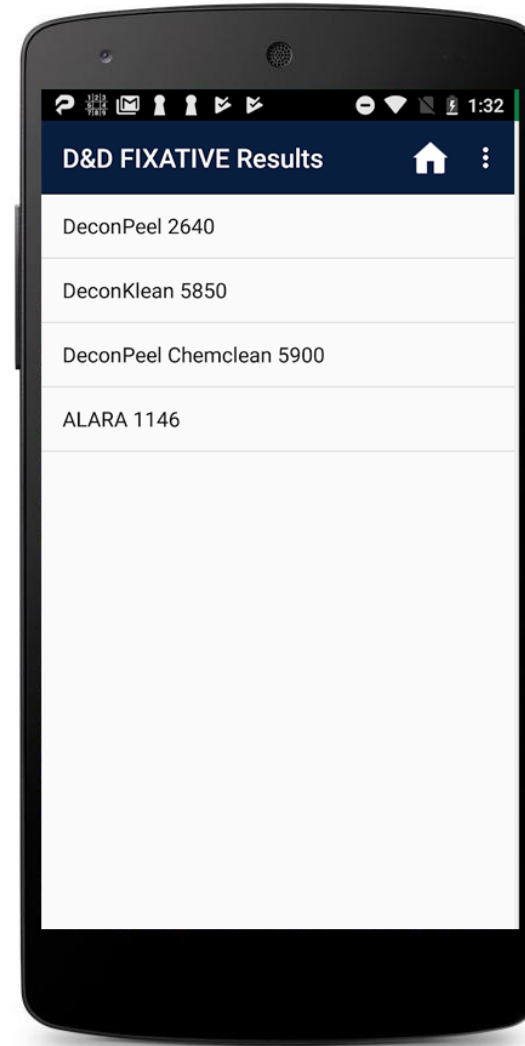 1:32
D&D FIXATIVE Results
DeconPeel 2640
DeconKlean 5850
DeconPeel Chemclean 5900
ALARA 1146